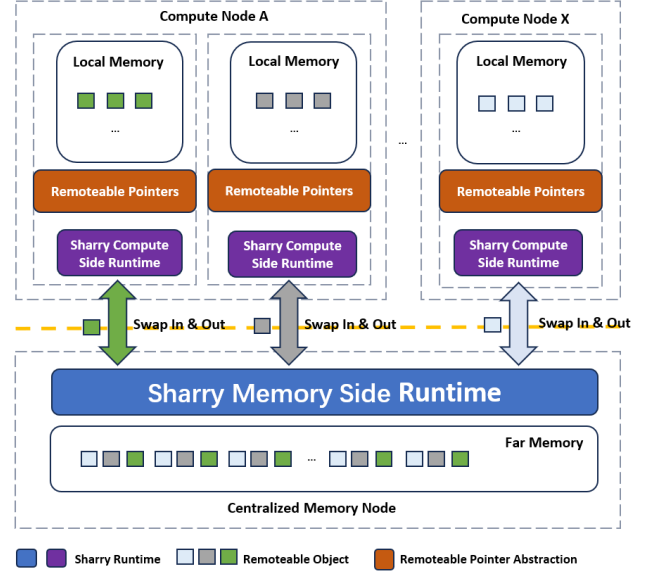 Compute Node A
Compute Node X
Local Memory
Local Memory
Local Memory
...
...
...
...
Remoteable Pointers
Remoteable Pointers
Remoteable Pointers
Sharry Compute
Side Runtime
Sharry Compute
Side Runtime
Sharry Compute
Side Runtime
Swap In & Out
Swap In & Out
Swap In & Out
Sharry Memory Side Runtime
Far Memory
...
Centralized Memory Node
Sharry Runtime
Remoteable Object
Remoteable Pointer Abstraction